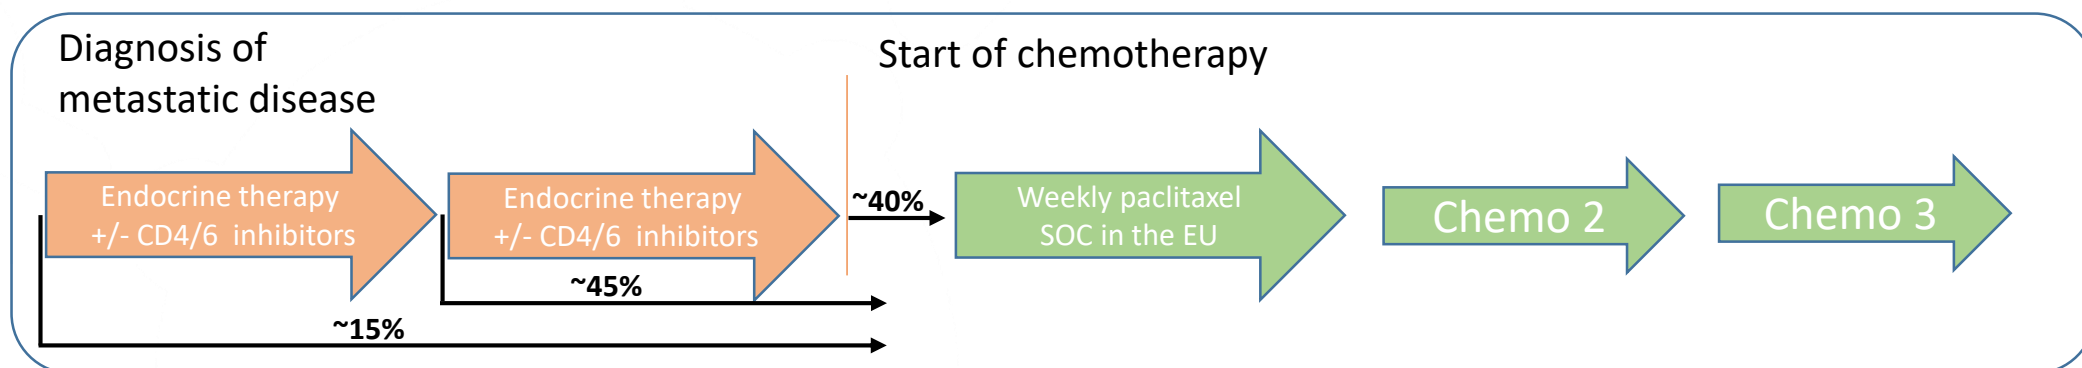 Diagnosis of
metastatic disease
Start of chemotherapy
Endocrine therapy
+/- CD4/6  inhibitors
Endocrine therapy
+/- CD4/6  inhibitors
~40%
Weekly paclitaxel
SOC in the EU
Chemo 2
Chemo 3
~45%
~15%